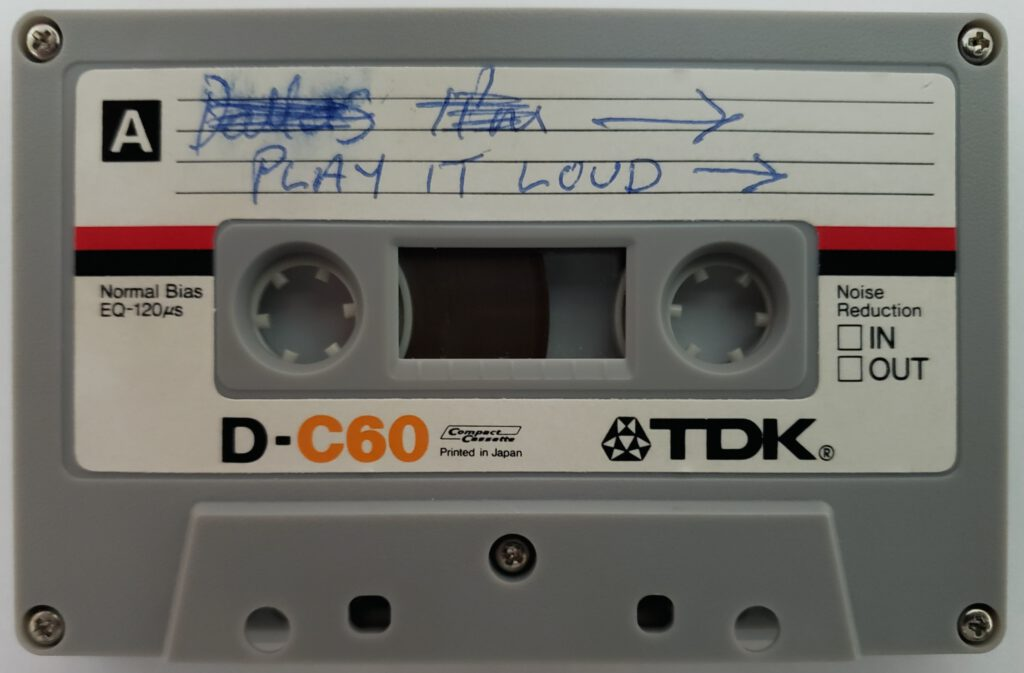 A
→
PLAY IT LOUD →
Normal Bias
EQ-120μs
Noise
Reduction
IN
OUT
D-C60
Compact
Cassette
Printed in Japan
TDK®